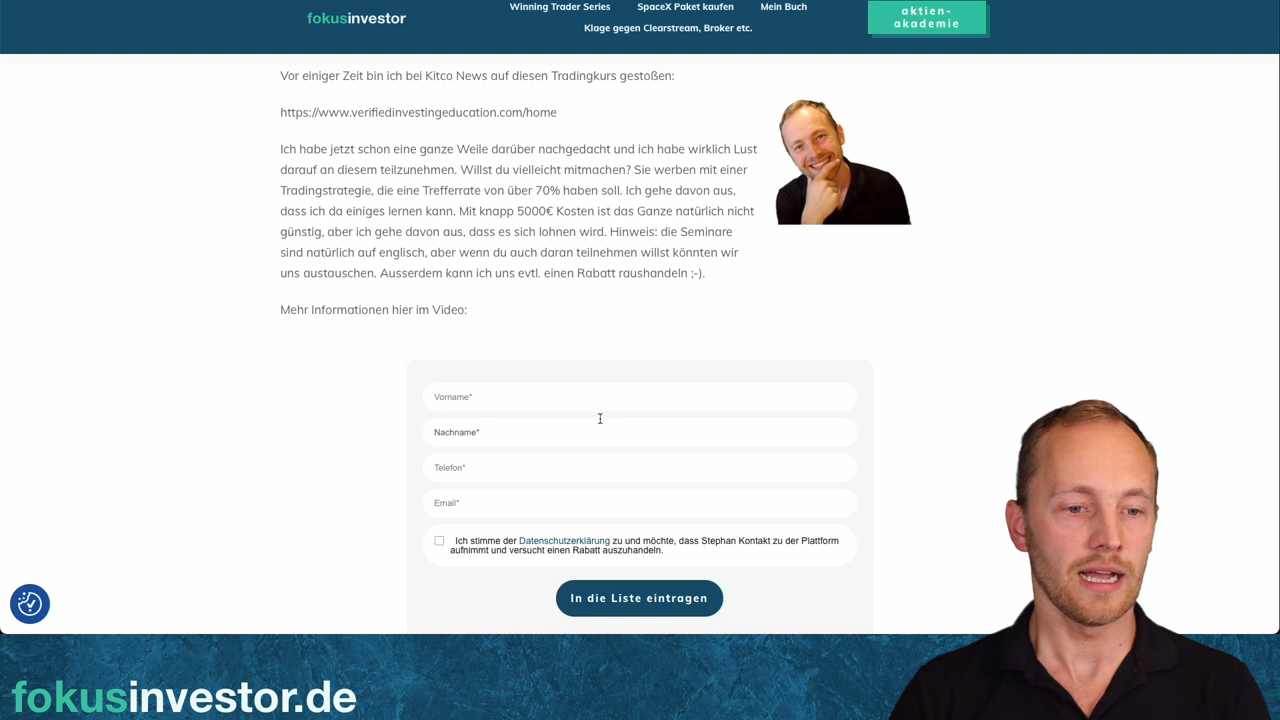 fokusinvestor
Winning Trader Series
SpaceX Paket kaufen
Mein Buch
Klage gegen Clearstream, Broker etc.
aktien-
akademie
Vor einiger Zeit bin ich bei Kitco News auf diesen Tradingkurs gestoßen:
https://www.verifiedinvestingeducation.com/home
Ich habe jetzt schon eine ganze Weile darüber nachgedacht und ich habe wirklich Lust
darauf an diesem teilzunehmen. Willst du vielleicht mitmachen? Sie werben mit einer
Tradingstrategie, die eine Trefferrate von über 70% haben soll. Ich gehe davon aus,
dass ich da einiges lernen kann. Mit knapp 5000€ Kosten ist das Ganze natürlich nicht
günstig, aber ich gehe davon aus, dass es sich lohnen wird. Hinweis: die Seminare
sind natürlich auf englisch, aber wenn du auch daran teilnehmen willst könnten wir
uns austauschen. Ausserdem kann ich uns evtl. einen Rabatt raushandeln ;-).
Mehr Informationen hier im Video:
Vorname*
Nachname*
Telefon*
Email*
Ich stimme der Datenschutzerklärung zu und möchte, dass Stephan Kontakt zu der Plattform
aufnimmt und versucht einen Rabatt auszuhandeln.
In die Liste eintragen
fokusinvestor.de